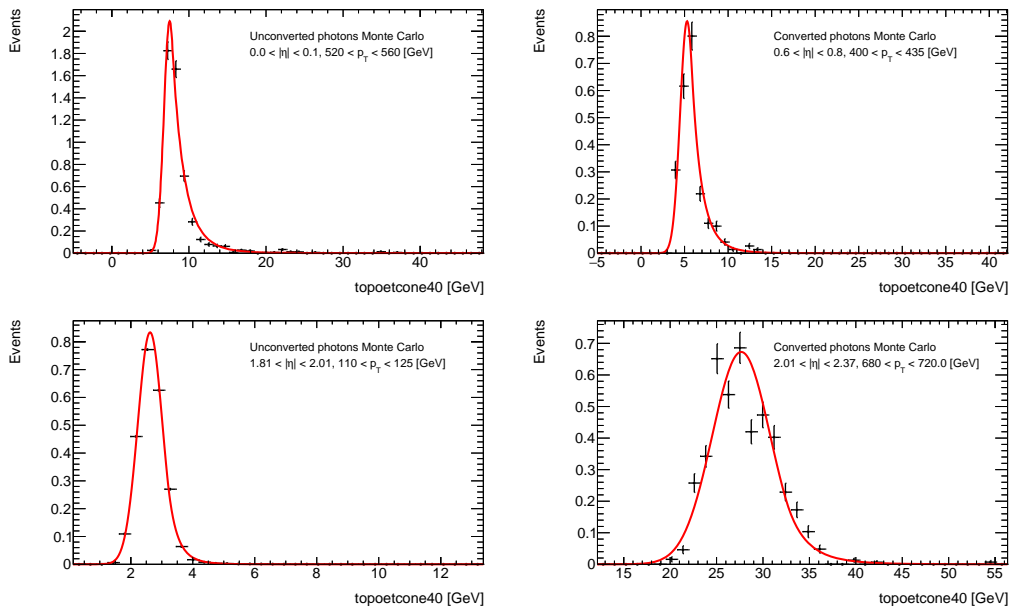 Events
2
1.8
1.6
1.4
1.2
1
0.8
0.6
0.4
0.2
0
Unconverted photons Monte Carlo
0.0 < |η| < 0.1, 520 < p_T < 560 [GeV]
0 10 20 30 40
topoetcone40 [GeV]
Events
0.8
0.7
0.6
0.5
0.4
0.3
0.2
0.1
0
Converted photons Monte Carlo
0.6 < |η| < 0.8, 400 < p_T < 435 [GeV]
−5 0 5 10 15 20 25 30 35 40
topoetcone40 [GeV]
Events
0.8
0.7
0.6
0.5
0.4
0.3
0.2
0.1
0
Unconverted photons Monte Carlo
1.81 < |η| < 2.01, 110 < p_T < 125 [GeV]
2 4 6 8 10 12
topoetcone40 [GeV]
Events
0.7
0.6
0.5
0.4
0.3
0.2
0.1
0
Converted photons Monte Carlo
2.01 < |η| < 2.37, 680 < p_T < 720.0 [GeV]
15 20 25 30 35 40 45 50 55
topoetcone40 [GeV]